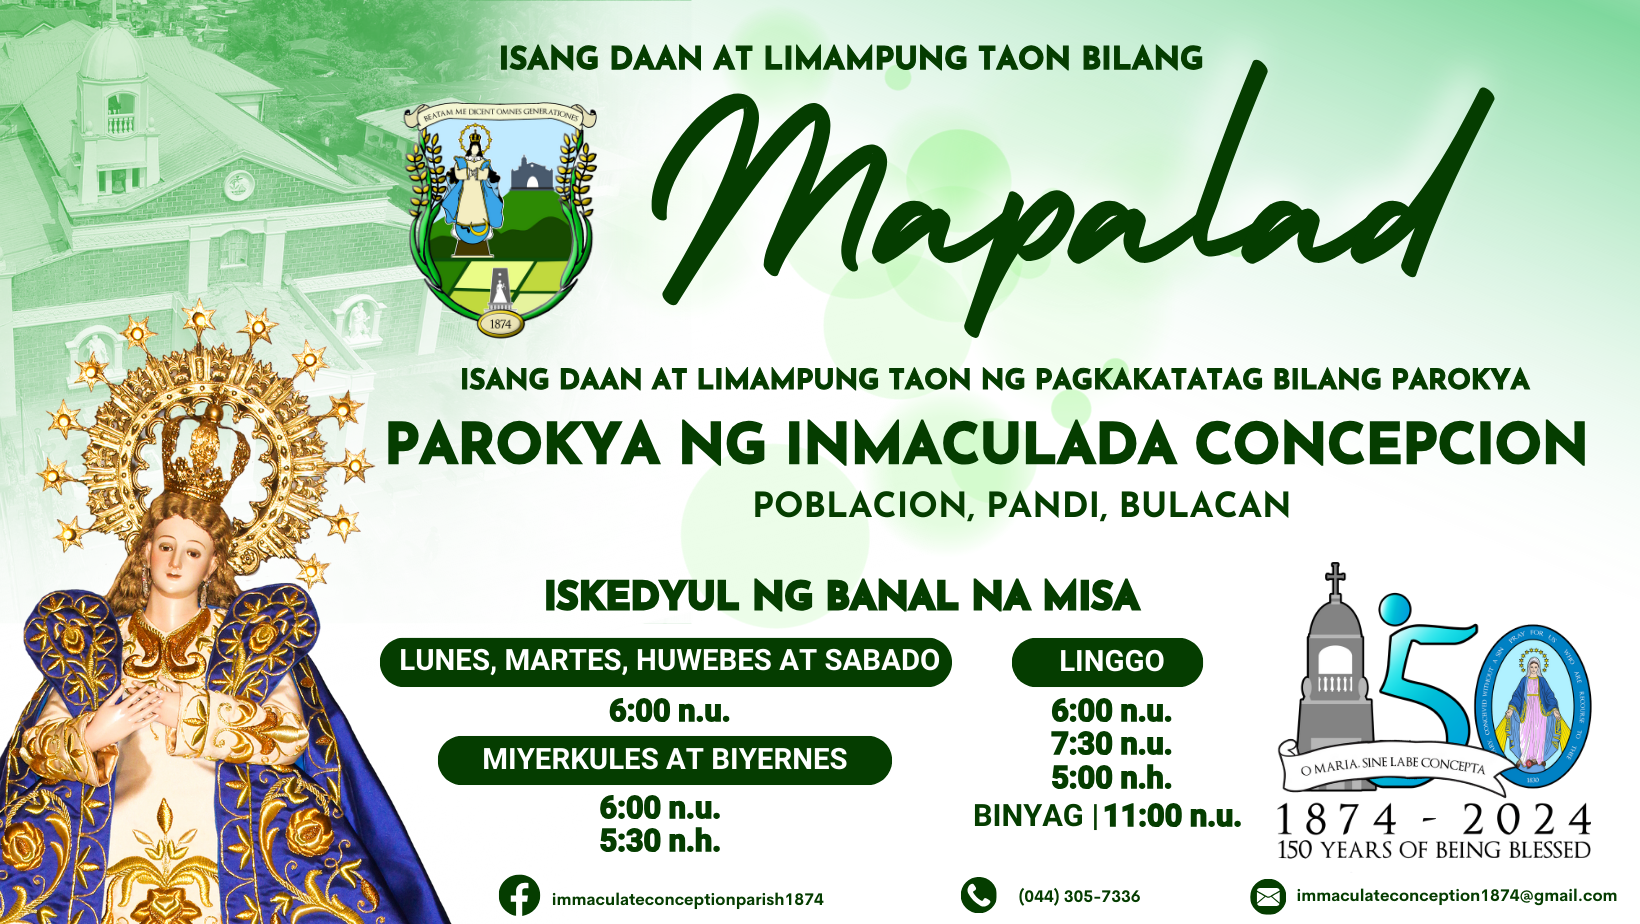 ISANG DAAN AT LIMAMPUNG TAON BILANG
Mapalad
BEATAM ME DICENT OMNES GENERATIONES
1874
ISANG DAAN AT LIMAMPUNG TAON NG PAGKAKATATAG BILANG PAROKYA
PAROKYA NG INMACULADA CONCEPCION
POBLACION, PANDI, BULACAN
ISKEDYUL NG BANAL NA MISA
LUNES, MARTES, HUWEBES AT SABADO
6:00 n.u.
MIYERKULES AT BIYERNES
6:00 n.u.
5:30 n.h.
LINGGO
6:00 n.u.
7:30 n.u.
5:00 n.h.
BINYAG | 11:00 n.u.
50
O MARIA, SINE LABE CONCEPTA
1830
1874 - 2024
150 YEARS OF BEING BLESSED
immaculateconceptionparish1874
(044) 305-7336
immaculateconception1874@gmail.com